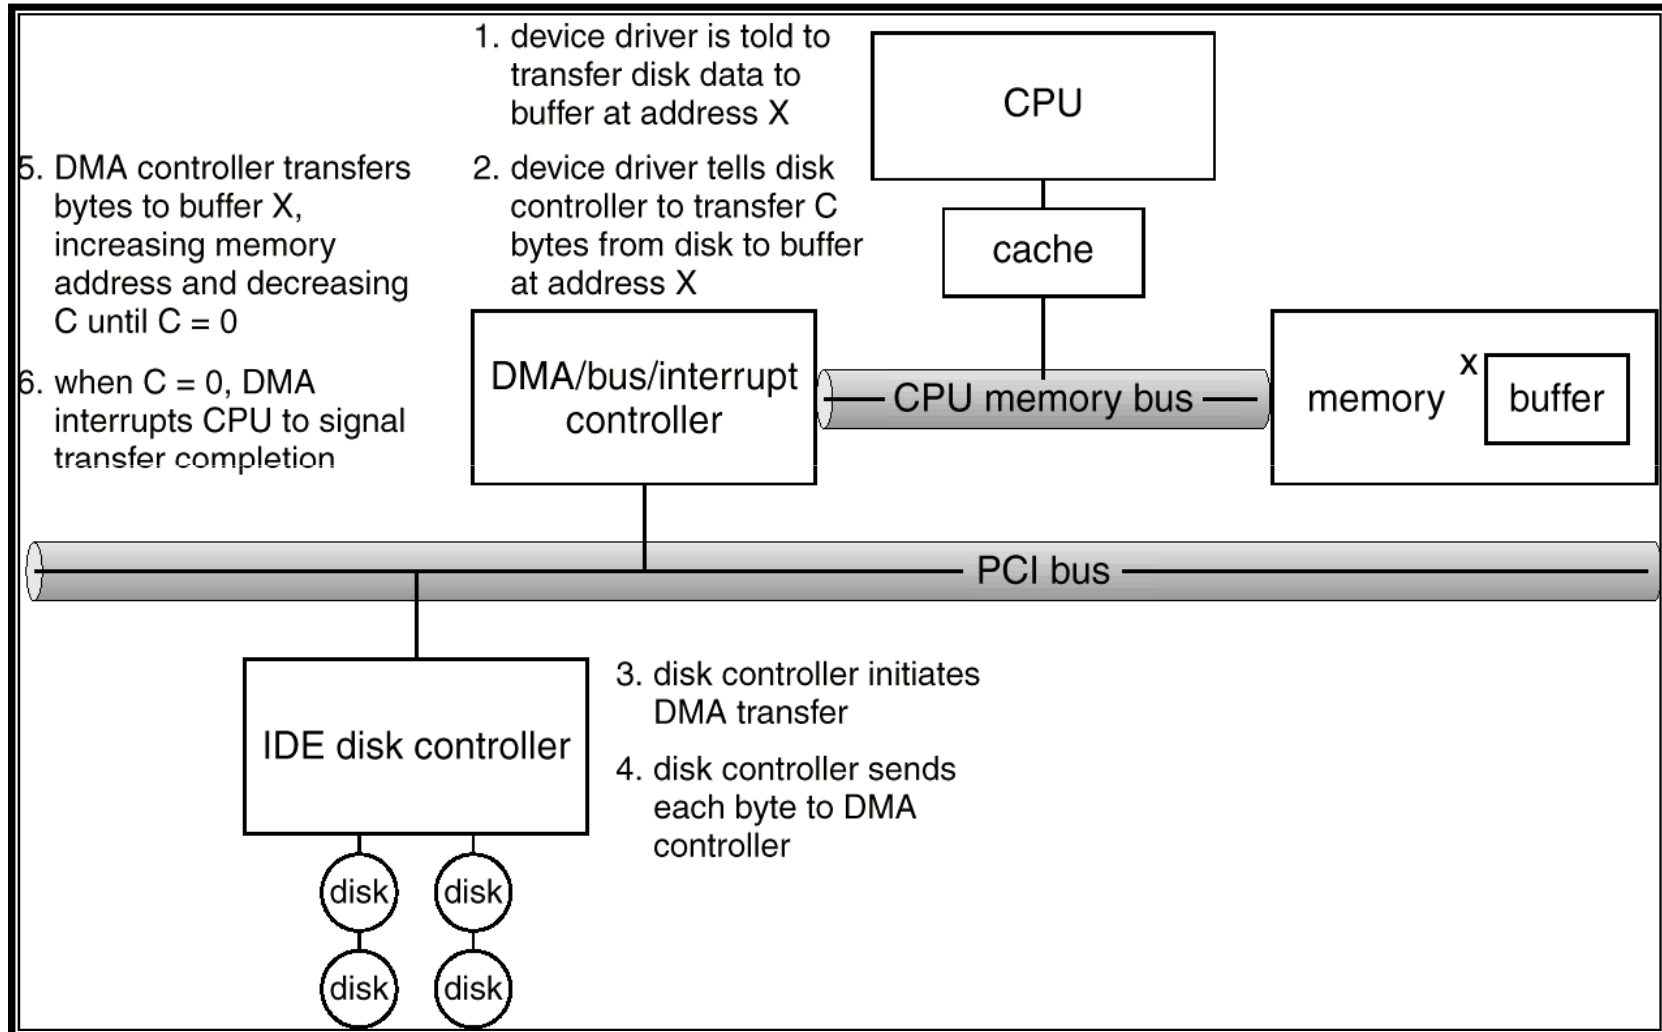 1. device driver is told to
transfer disk data to
buffer at address X
2. device driver tells disk
controller to transfer C
bytes from disk to buffer
at address X
5. DMA controller transfers
bytes to buffer X,
increasing memory
address and decreasing
C until C = 0
6. when C = 0, DMA
interrupts CPU to signal
transfer completion
CPU
cache
DMA/bus/interrupt
controller
CPU memory bus
memory
x
buffer
PCI bus
IDE disk controller
3. disk controller initiates
DMA transfer
4. disk controller sends
each byte to DMA
controller
disk
disk
disk
disk